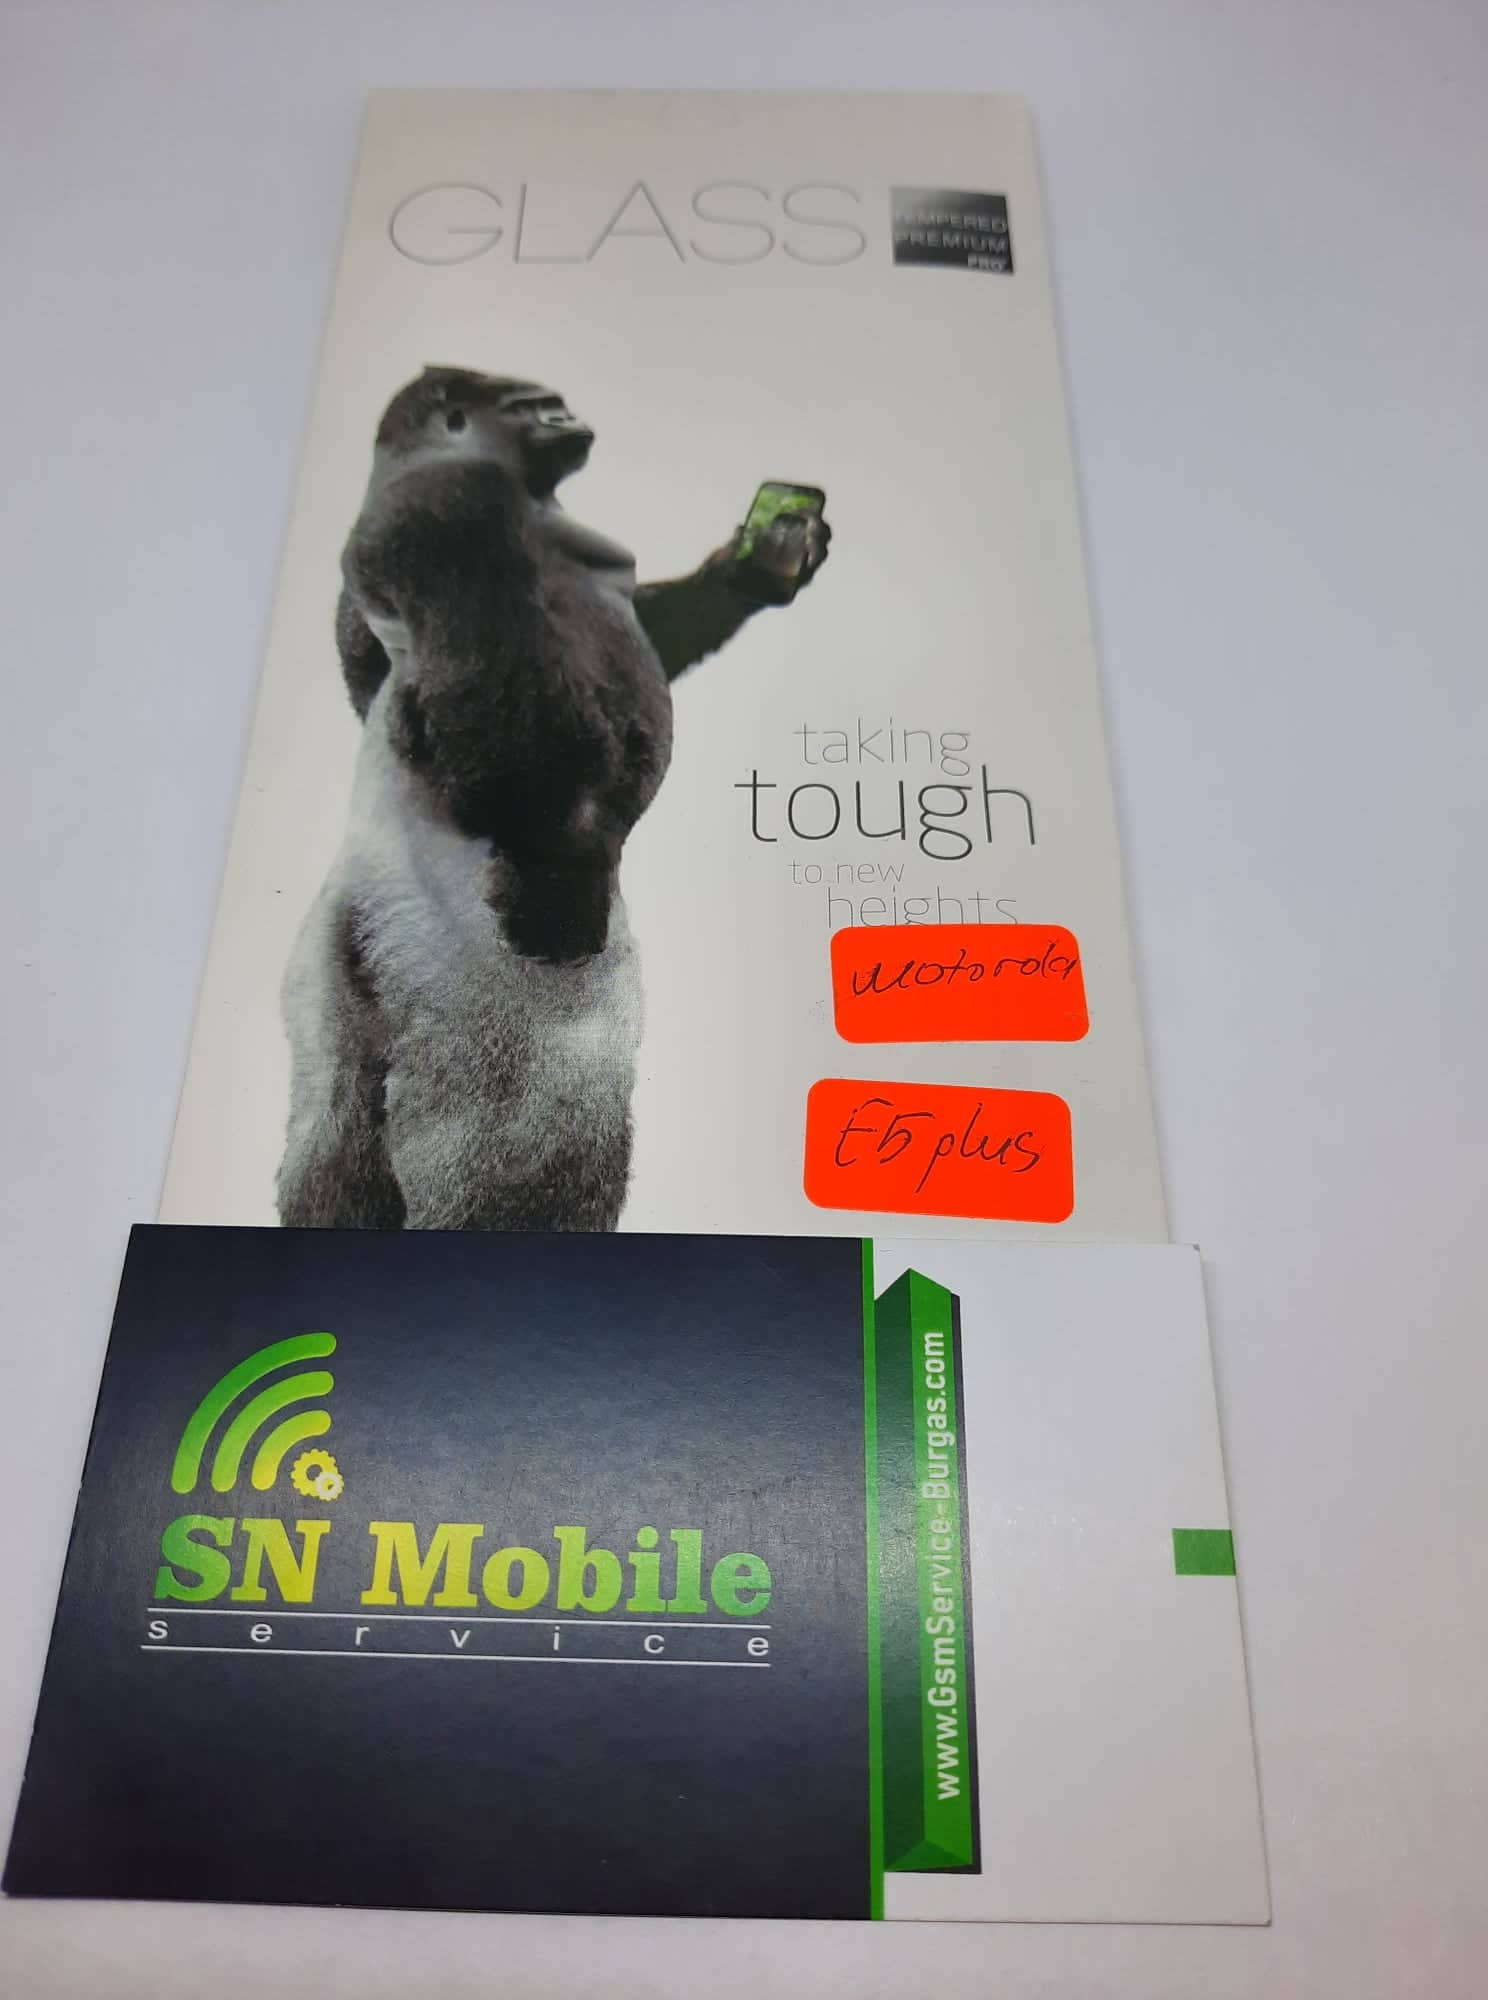 GLASS
TEMPERED
PREMIUM
PRO
taking
tough
to new
heights
Motorola
E5 plus
SN Mobile
service
www.GsmService-Burgas.com